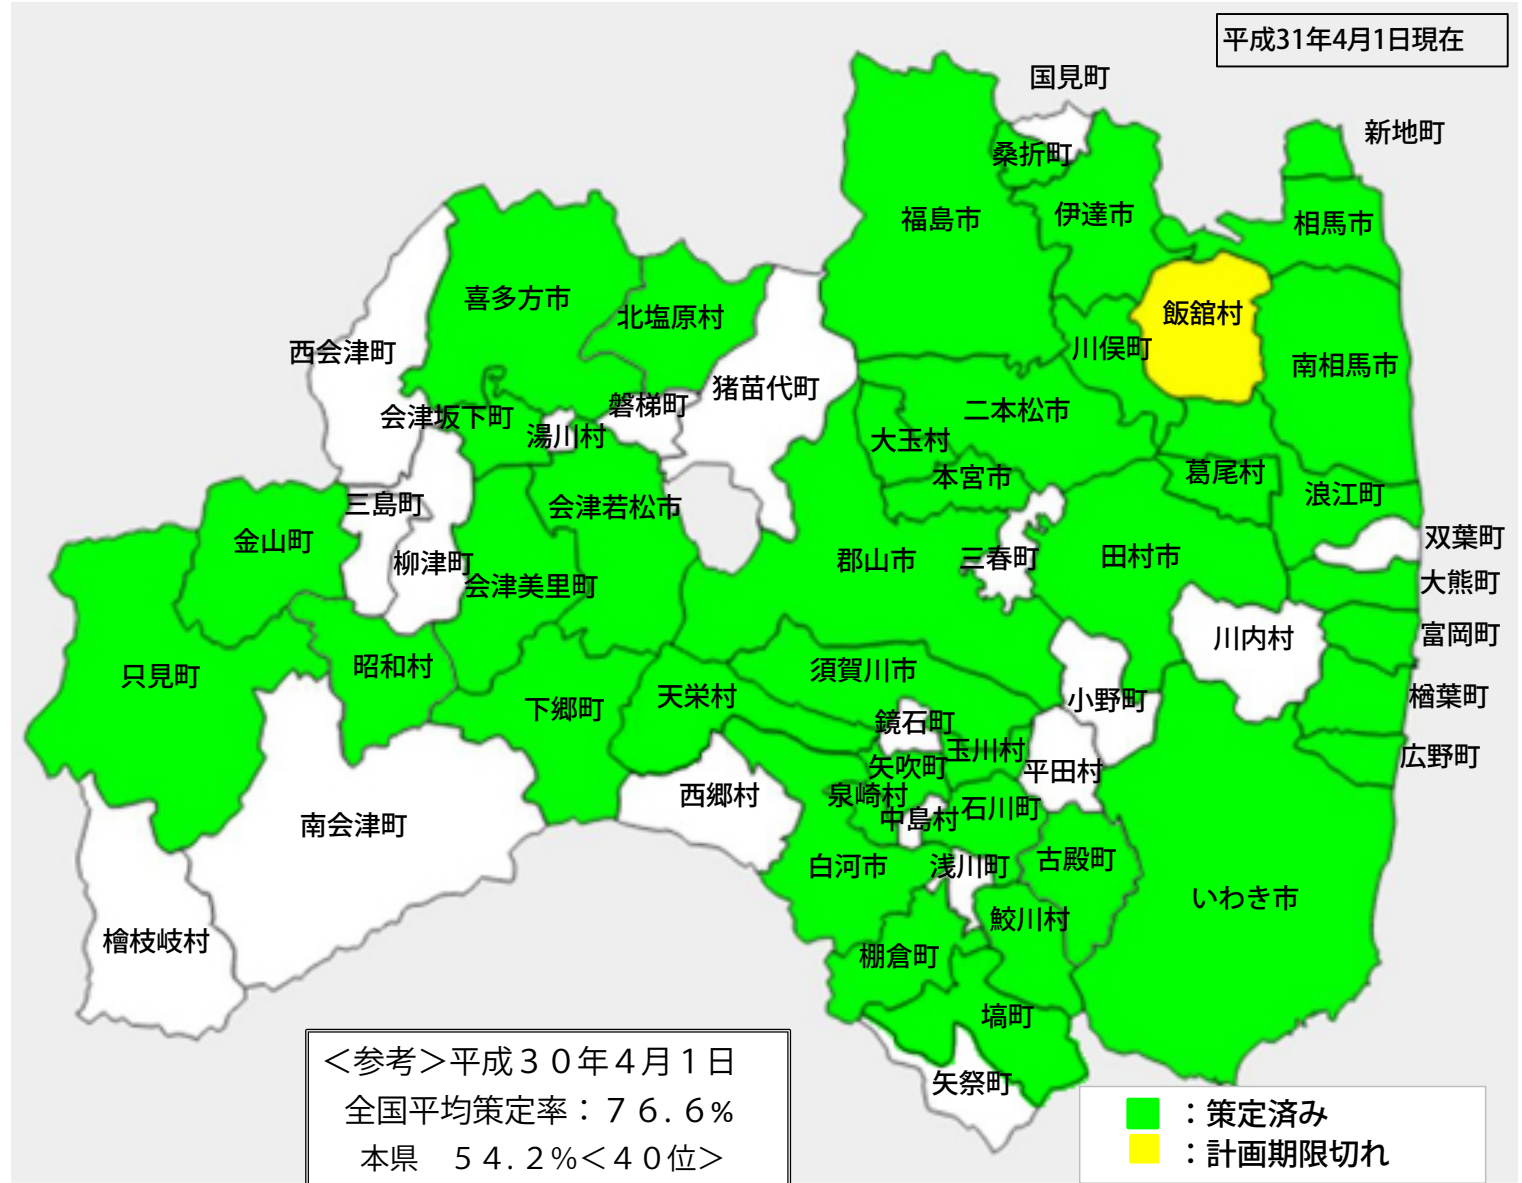 平成31年4月1日現在
国見町
新地町
桑折町
伊達市
福島市
相馬市
喜多方市
北塩原村
飯舘村
西会津町
川俣町
南相馬市
猪苗代町
磐梯町
会津坂下町
湯川村
二本松市
大玉村
本宮市
葛尾村
浪江町
三島町
会津若松市
金山町
柳津町
会津美里町
郡山市
三春町
田村市
双葉町
大熊町
川内村
富岡町
只見町
昭和村
須賀川市
天栄村
下郷町
小野町
楢葉町
鏡石町
玉川村
広野町
矢吹町
平田村
泉崎村
西郷村
中島村
石川町
南会津町
白河市
浅川町
古殿町
いわき市
鮫川村
檜枝岐村
棚倉町
塙町
矢祭町
＜参考＞平成３０年４月１日
全国平均策定率：７６.６%
本県　５４.２%＜４０位＞
：策定済み
：計画期限切れ